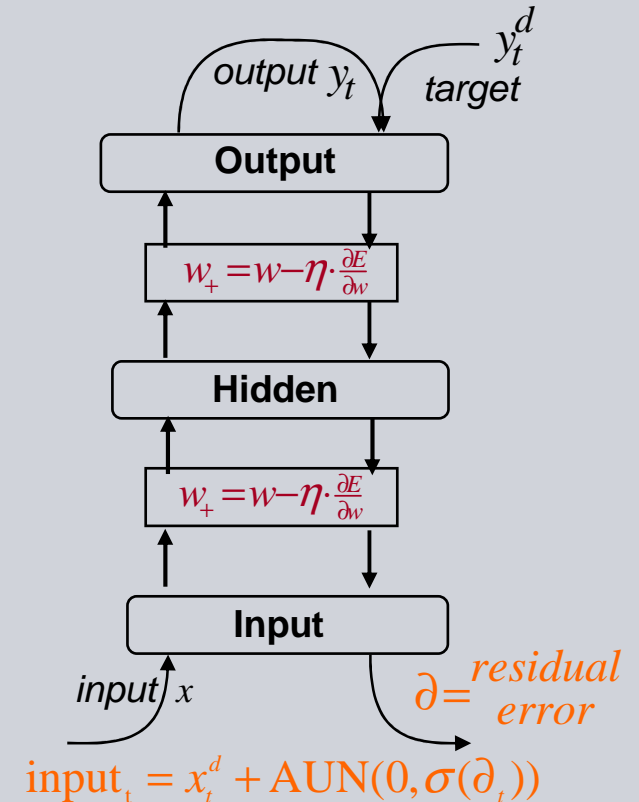 output y_t
y_t^d
target
Output
w_+ = w − η · ∂E/∂w
Hidden
w_+ = w − η · ∂E/∂w
Input
input x
∂ = residual error
input_t = x_t^d + AUN(0, σ(∂_t))